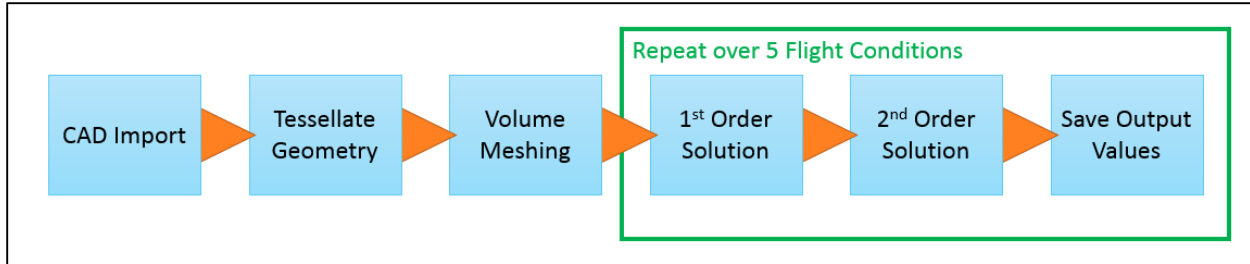 Repeat over 5 Flight Conditions
CAD Import
Tessellate
Geometry
Volume
Meshing
1st Order
Solution
2nd Order
Solution
Save Output
Values